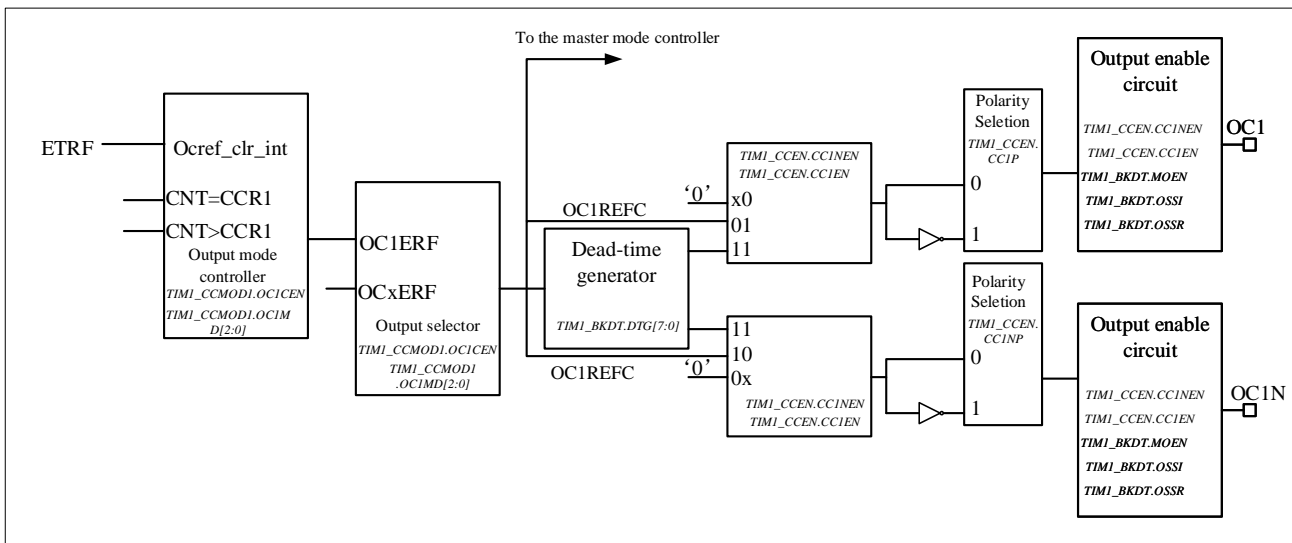 To the master mode controller
ETRF
Ocref_clr_int
CNT=CCR1
CNT>CCR1
Output mode
controller
TIM1_CCMOD1.OC1CEN
TIM1_CCMOD1.OC1M
D[2:0]
OC1ERF
OCxERF
Output selector
TIM1_CCMOD1.OC1CEN
TIM1_CCMOD1
.OC1MD[2:0]
OC1REFC
Dead-time
generator
TIM1_BKDT.DTG[7:0]
OC1REFC
TIM1_CCEN.CC1NEN
TIM1_CCEN.CC1EN
‘0’
x0
01
11
11
10
‘0’
0x
TIM1_CCEN.CC1NEN
TIM1_CCEN.CC1EN
Polarity
Seletion
TIM1_CCEN.
CC1P
0
1
Polarity
Seletion
TIM1_CCEN.
CC1NP
0
1
Output enable
circuit
TIM1_CCEN.CC1NEN
TIM1_CCEN.CC1EN
TIM1_BKDT.MOEN
TIM1_BKDT.OSSI
TIM1_BKDT.OSSR
OC1
Output enable
circuit
TIM1_CCEN.CC1NEN
TIM1_CCEN.CC1EN
TIM1_BKDT.MOEN
TIM1_BKDT.OSSI
TIM1_BKDT.OSSR
OC1N